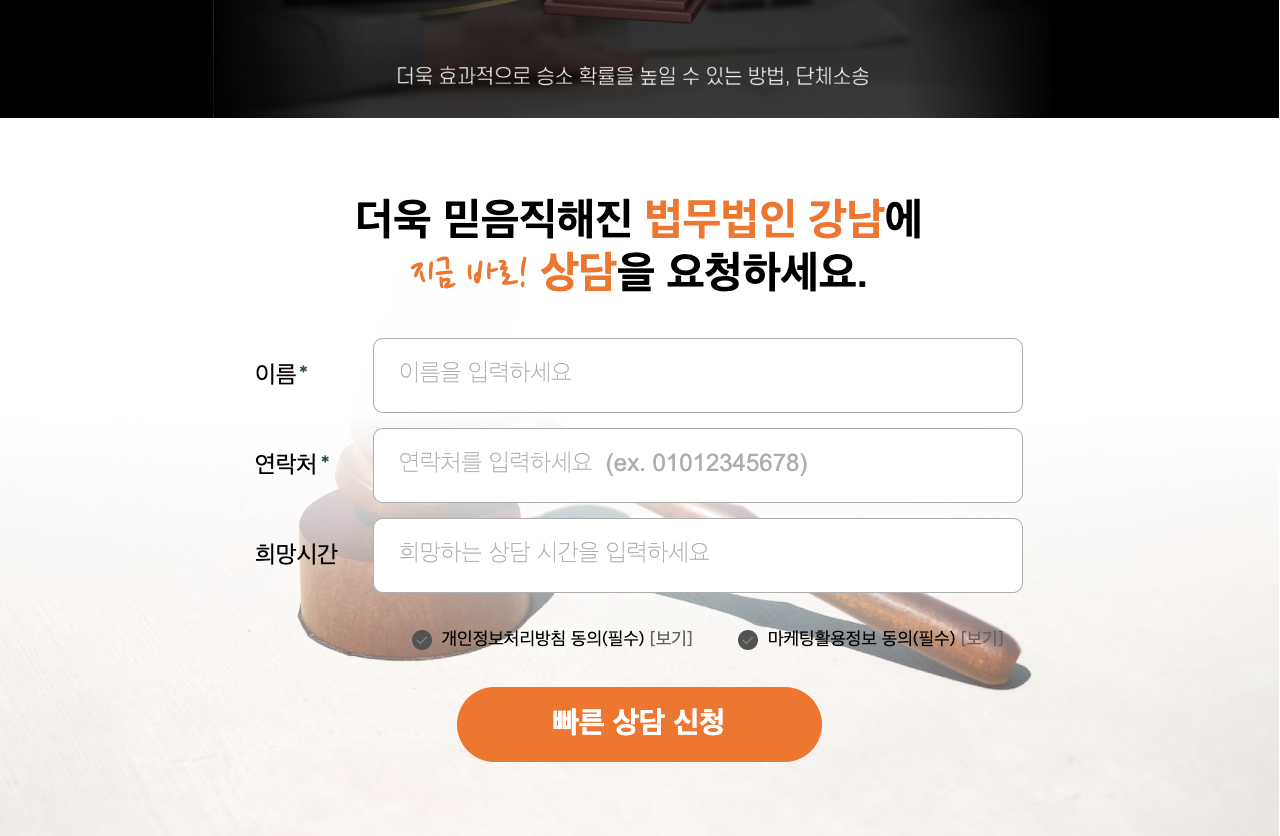 더욱 효과적으로 승소 확률을 높일 수 있는 방법, 단체소송
더욱 믿음직해진 법무법인 강남에
지금 바로! 상담을 요청하세요.
이름* 이름을 입력하세요
연락처* 연락처를 입력하세요 (ex. 01012345678)
희망시간 희망하는 상담 시간을 입력하세요
개인정보처리방침 동의(필수) [보기] 마케팅활용정보 동의(필수) [보기]
빠른 상담 신청